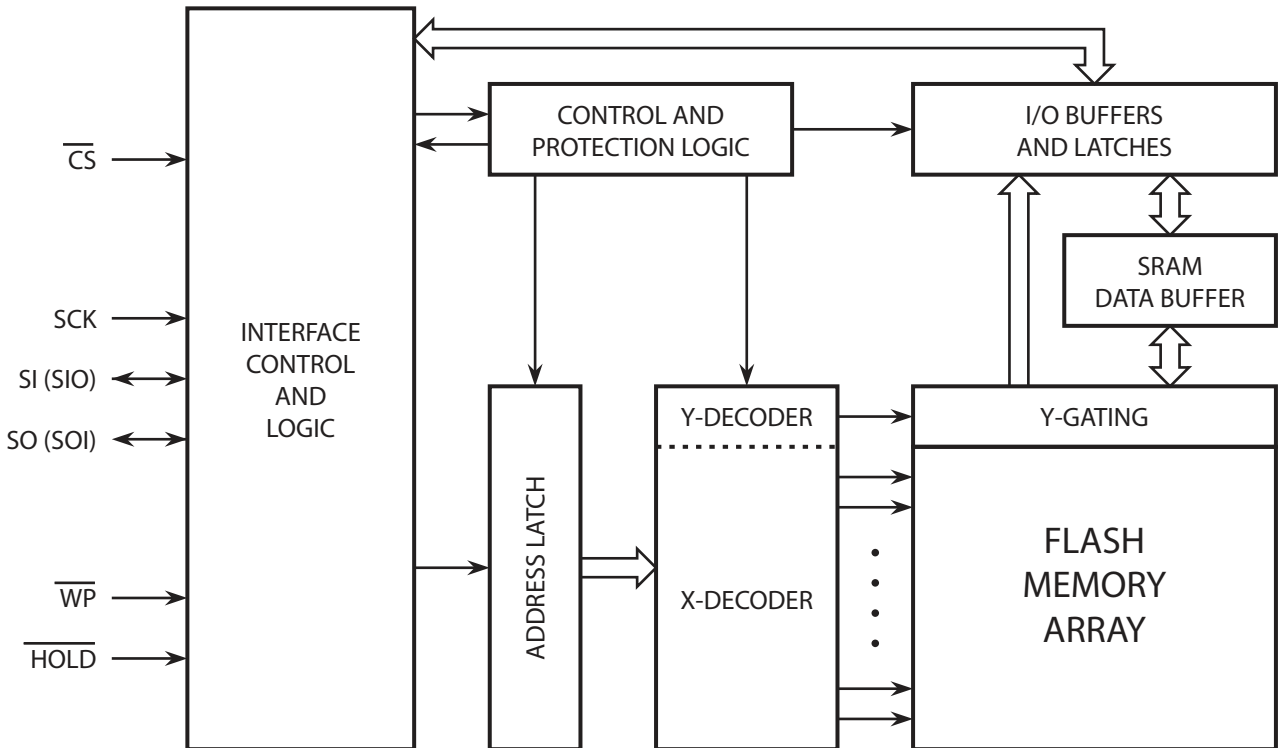 CS
SCK
SI (SIO)
SO (SOI)
WP
HOLD
INTERFACE
CONTROL
AND
LOGIC
CONTROL AND
PROTECTION LOGIC
I/O BUFFERS
AND LATCHES
SRAM
DATA BUFFER
ADDRESS LATCH
Y-DECODER
X-DECODER
Y-GATING
FLASH
MEMORY
ARRAY